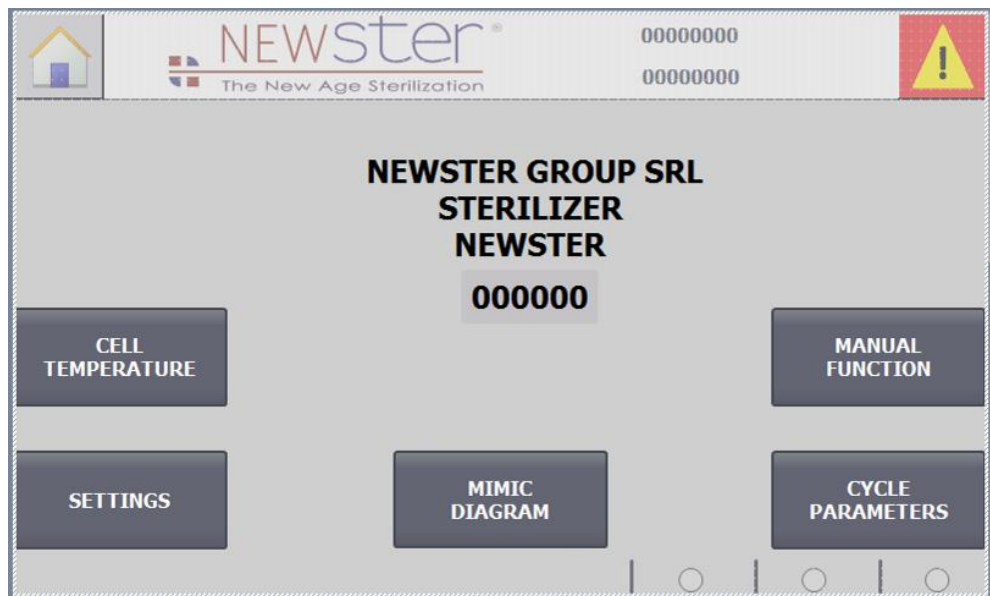 NEWSter®
The New Age Sterilization
00000000
00000000
!
NEWSTER GROUP SRL
STERILIZER
NEWSTER
000000
CELL
TEMPERATURE
MANUAL
FUNCTION
SETTINGS
MIMIC
DIAGRAM
CYCLE
PARAMETERS